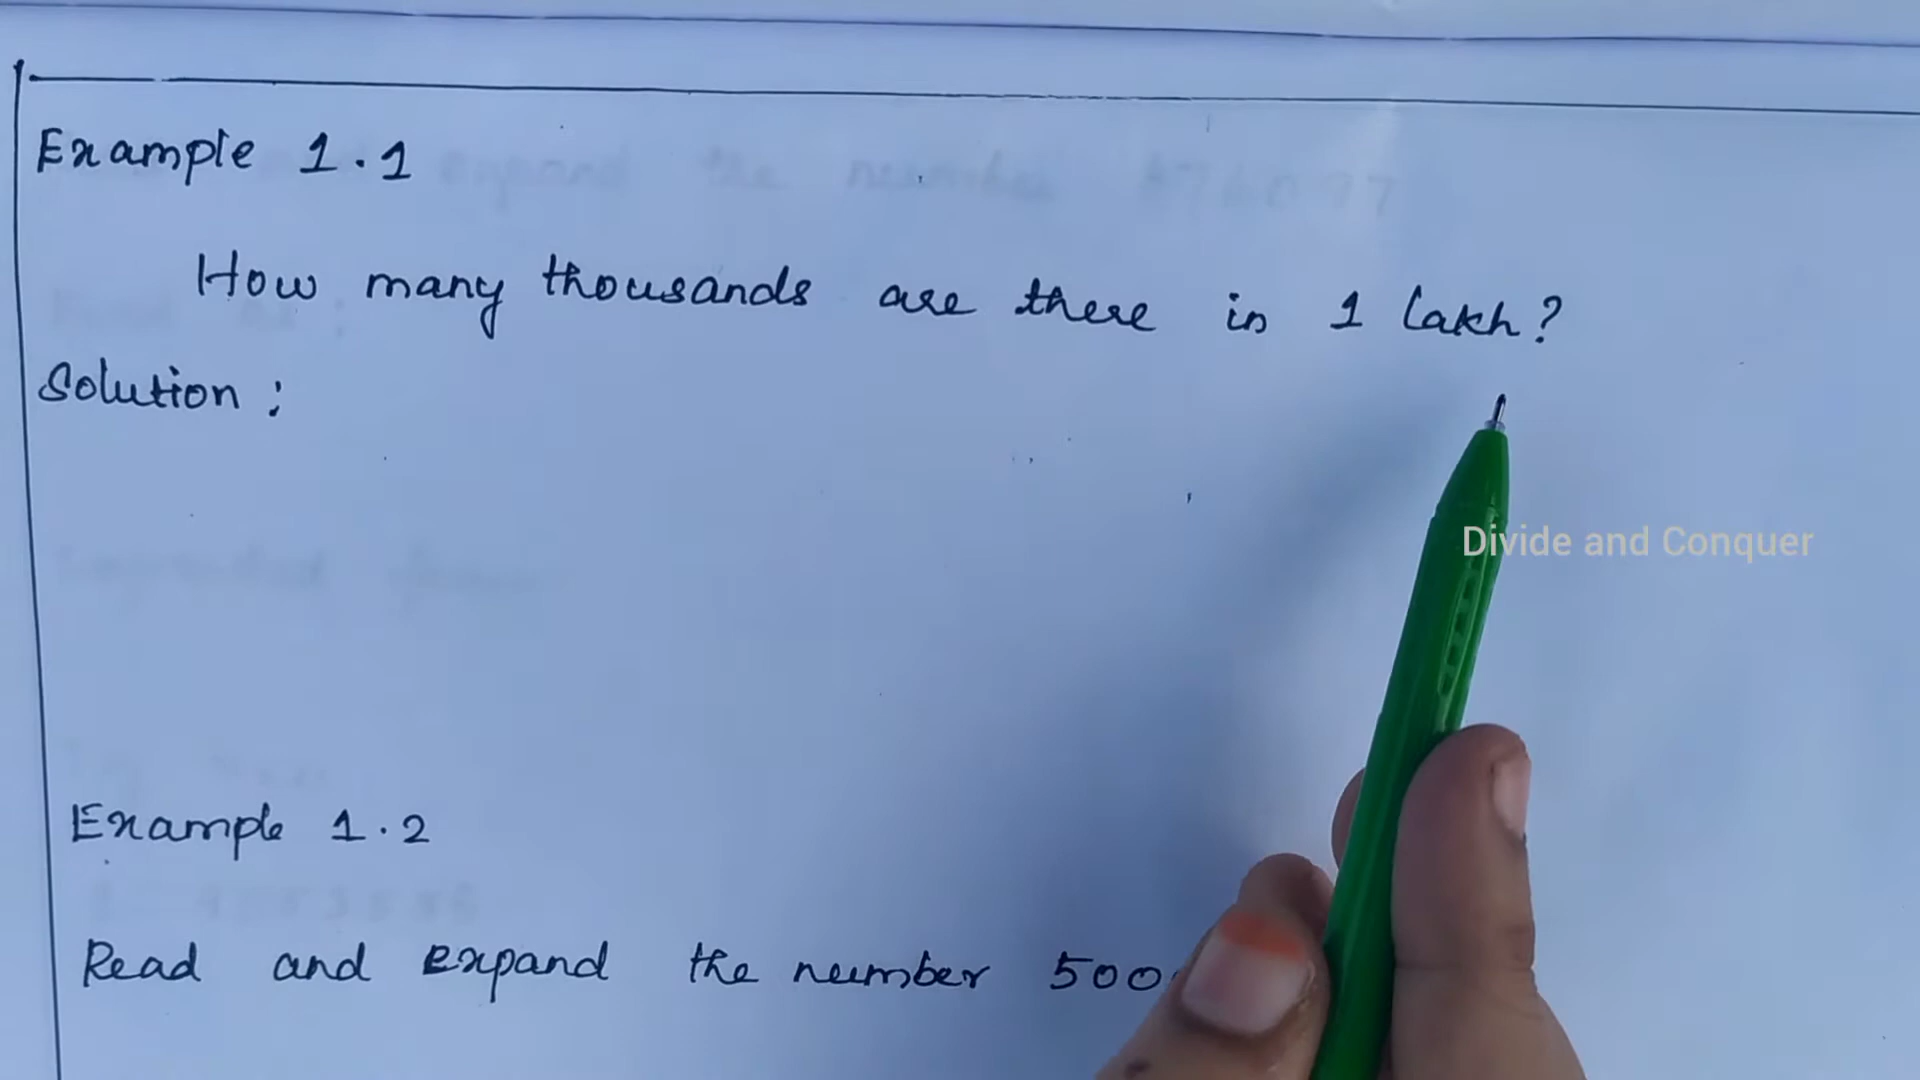 Example 1.1
How many thousands are there in 1 lakh?
Solution :
Divide and Conquer
Example 1.2
Read and expand the number 500